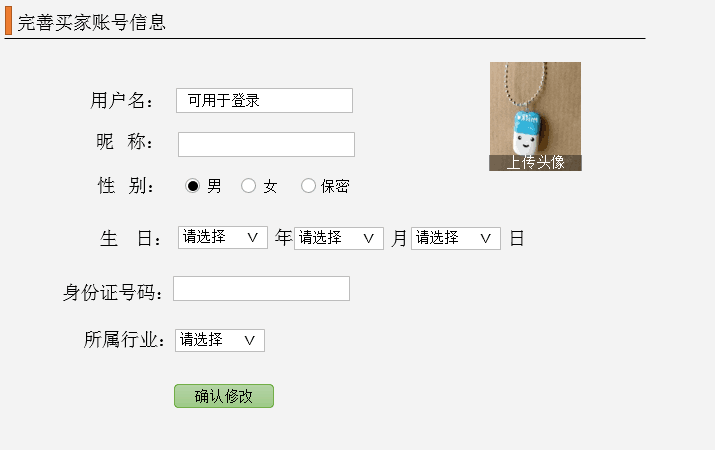 完善买家账号信息
用户名： 可用于登录
昵 称：
上传头像
性 别： 男 女 保密
生 日： 请选择 年 请选择 月 请选择 日
身份证号码：
所属行业： 请选择
确认修改